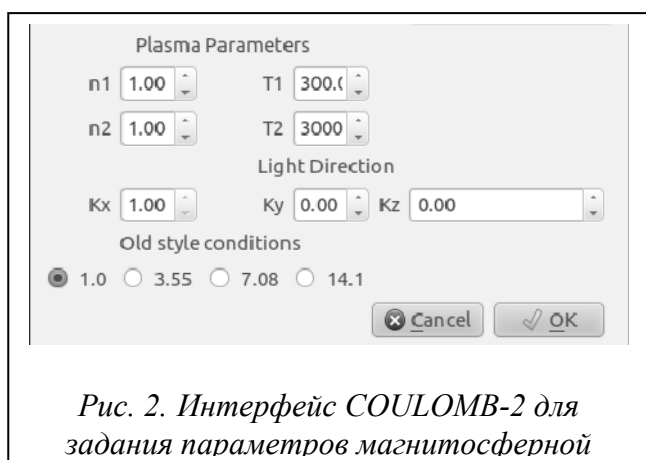 Plasma Parameters
n1 1.00 T1 300.(
n2 1.00 T2 3000
Light Direction
Kx 1.00 Ky 0.00 Kz 0.00
Old style conditions
1.0 3.55 7.08 14.1
Cancel OK
Рис. 2. Интерфейс COULOMB-2 для
задания параметров магнитосферной